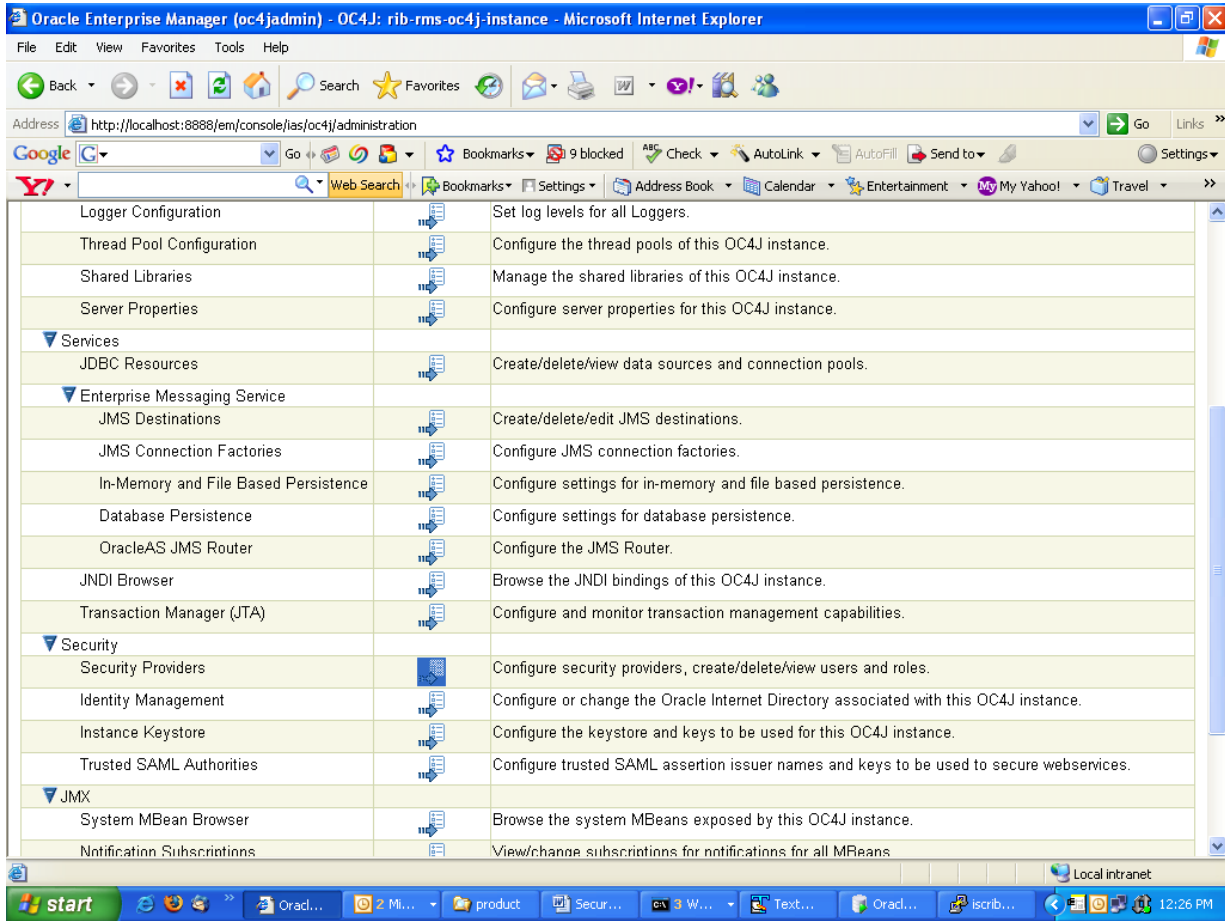 Oracle Enterprise Manager (oc4jadmin) - OC4J: rib-rms-oc4j-instance - Microsoft Internet Explorer
File Edit View Favorites Tools Help
Back Search Favorites
Address http://localhost:8888/em/console/ias/oc4j/administration Go Links »
Google G Go Bookmarks 9 blocked ABC Check AutoLink AutoFill Send to Settings
Y! Web Search Bookmarks Settings Address Book Calendar Entertainment My My Yahoo! Travel »
Logger Configuration Set log levels for all Loggers.
Thread Pool Configuration Configure the thread pools of this OC4J instance.
Shared Libraries Manage the shared libraries of this OC4J instance.
Server Properties Configure server properties for this OC4J instance.
Services
JDBC Resources Create/delete/view data sources and connection pools.
Enterprise Messaging Service
JMS Destinations Create/delete/edit JMS destinations.
JMS Connection Factories Configure JMS connection factories.
In-Memory and File Based Persistence Configure settings for in-memory and file based persistence.
Database Persistence Configure settings for database persistence.
OracleAS JMS Router Configure the JMS Router.
JNDI Browser Browse the JNDI bindings of this OC4J instance.
Transaction Manager (JTA) Configure and monitor transaction management capabilities.
Security
Security Providers Configure security providers, create/delete/view users and roles.
Identity Management Configure or change the Oracle Internet Directory associated with this OC4J instance.
Instance Keystore Configure the keystore and keys to be used for this OC4J instance.
Trusted SAML Authorities Configure trusted SAML assertion issuer names and keys to be used to secure webservices.
JMX
System MBean Browser Browse the system MBeans exposed by this OC4J instance.
Notification Subscriptions View/change subscriptions for notifications for all MBeans
Local intranet
start » Oracl... 2 Mi... product Secur... 3 W... Text... Oracl... iscrib... 12:26 PM